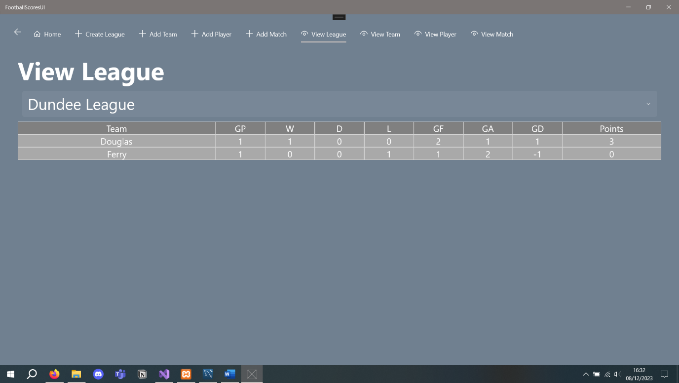 FootballScoresUI
Home Create League Add Team Add Player Add Match View League View Team View Player View Match
View League
Dundee League
Team GP W D L GF GA GD Points
Douglas 1 1 0 0 2 1 1 3
Ferry 1 0 0 1 1 2 -1 0
16:32
08/12/2023